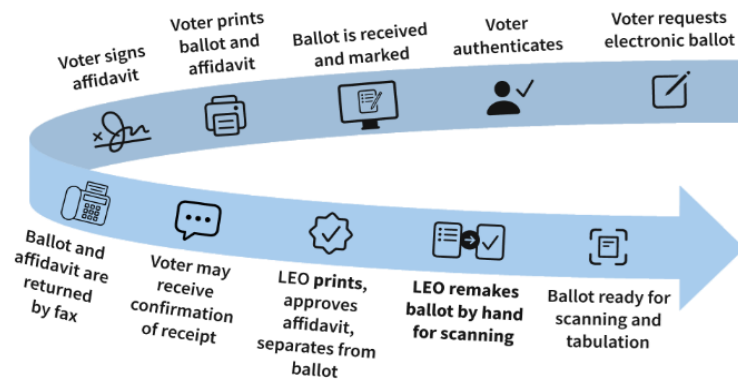 Voter requests
electronic ballot
Voter
authenticates
Ballot is received
and marked
Voter prints
ballot and
affidavit
Voter signs
affidavit
Ballot and
affidavit are
returned
by fax
Voter may
receive
confirmation
of receipt
LEO prints,
approves
affidavit,
separates from
ballot
LEO remakes
ballot by hand
for scanning
Ballot ready for
scanning and
tabulation